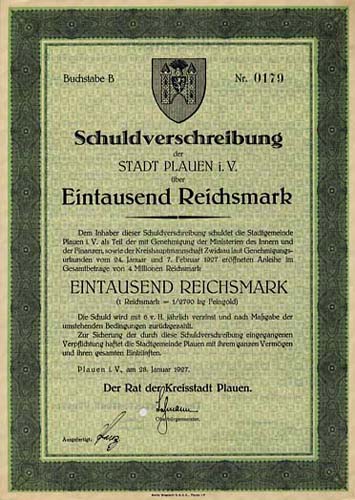 Buchstabe B Nr. 0179
Schuldverschreibung
der
STADT PLAUEN i. V.
über
Eintausend Reichsmark
Dem Inhaber dieser Schuldverschreibung schuldet die Stadtgemeinde
Plauen i. V. als Teil der mit Genehmigung der Ministerien des Innern und
der Finanzen, sowie der Kreishauptmannschaft Zwickau laut Genehmigungs-
urkunden vom 24. Januar und 7. Februar 1927 eröffneten Anleihe im
Gesamtbetrage von 4 Millionen Reichsmark
EINTAUSEND REICHSMARK
(1 Reichsmark = 1/2790 kg Feingold)
Die Schuld wird mit 6 v. H. jährlich verzinst und nach Maßgabe der
umstehenden Bedingungen zurückgezahlt.
Zur Sicherung der durch diese Schuldverschreibung eingegangenen
Verpflichtung haftet die Stadtgemeinde Plauen mit ihrem ganzen Vermögen
und ihren gesamten Einkünften.
Plauen i. V., am 28. Januar 1927.
Der Rat der Kreisstadt Plauen.
Oberbürgermeister.
Ausgefertigt: